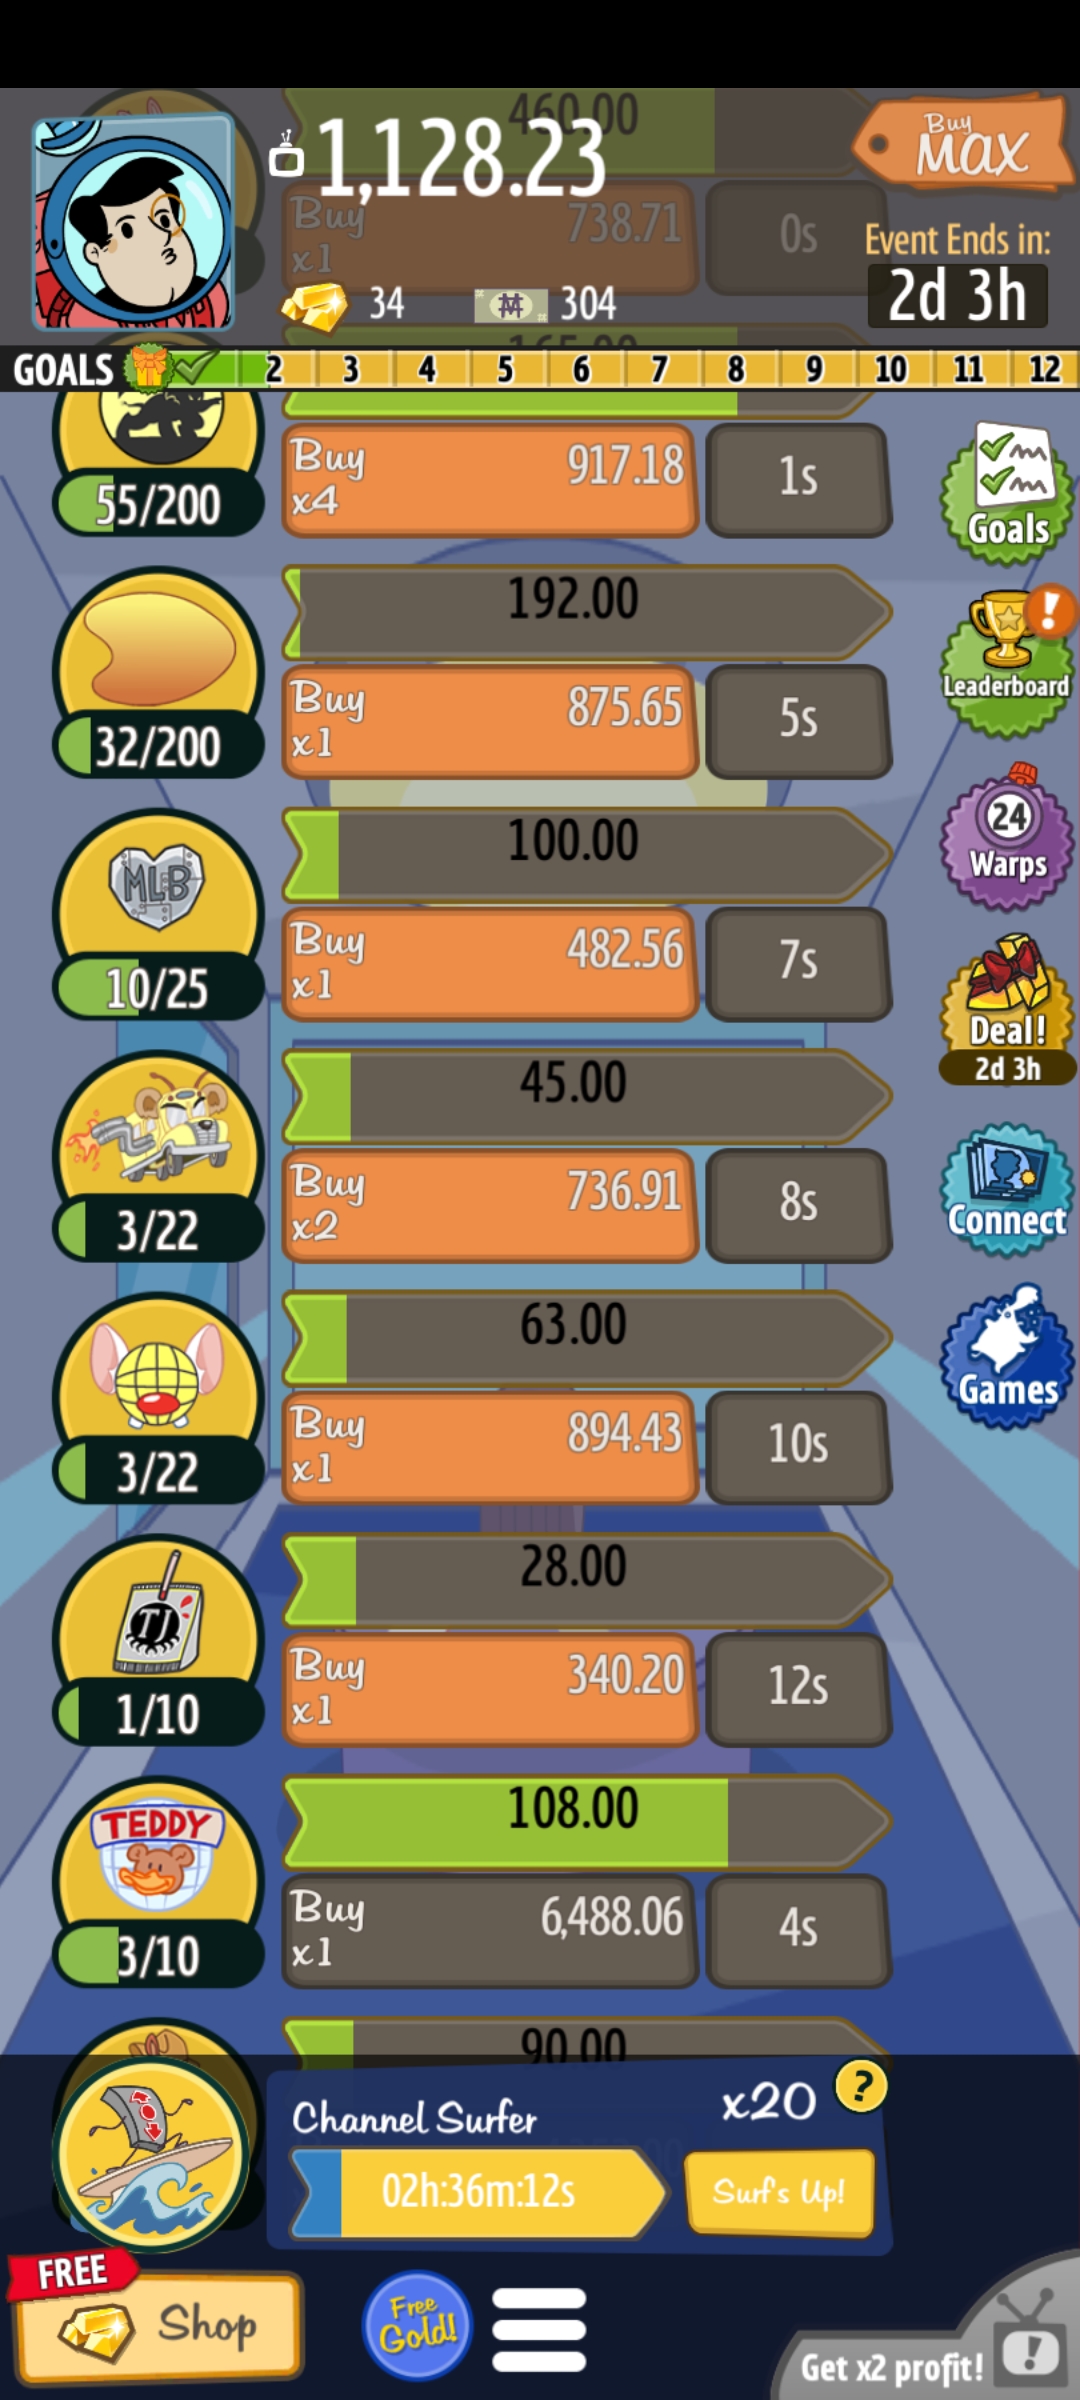 460.00
1,128.23
Buy
MAX
Buy
x1
738.71
0s
Event Ends in:
2d 3h
34
304
165.00
GOALS 2 3 4 5 6 7 8 9 10 11 12
55/200
Buy
x4
917.18
1s
Goals
192.00
32/200
Buy
x1
875.65
5s
!
Leaderboard
100.00
MLB
10/25
Buy
x1
482.56
7s
24
Warps
Deal!
2d 3h
45.00
3/22
Buy
x2
736.91
8s
Connect
63.00
3/22
Buy
x1
894.43
10s
Games
28.00
TJ
1/10
Buy
x1
340.20
12s
108.00
TEDDY
3/10
Buy
x1
6,488.06
4s
90.00
Channel Surfer
x20
?
02h:36m:12s
Surf's Up!
FREE
Shop
Free
Gold!
Get x2 profit!
!